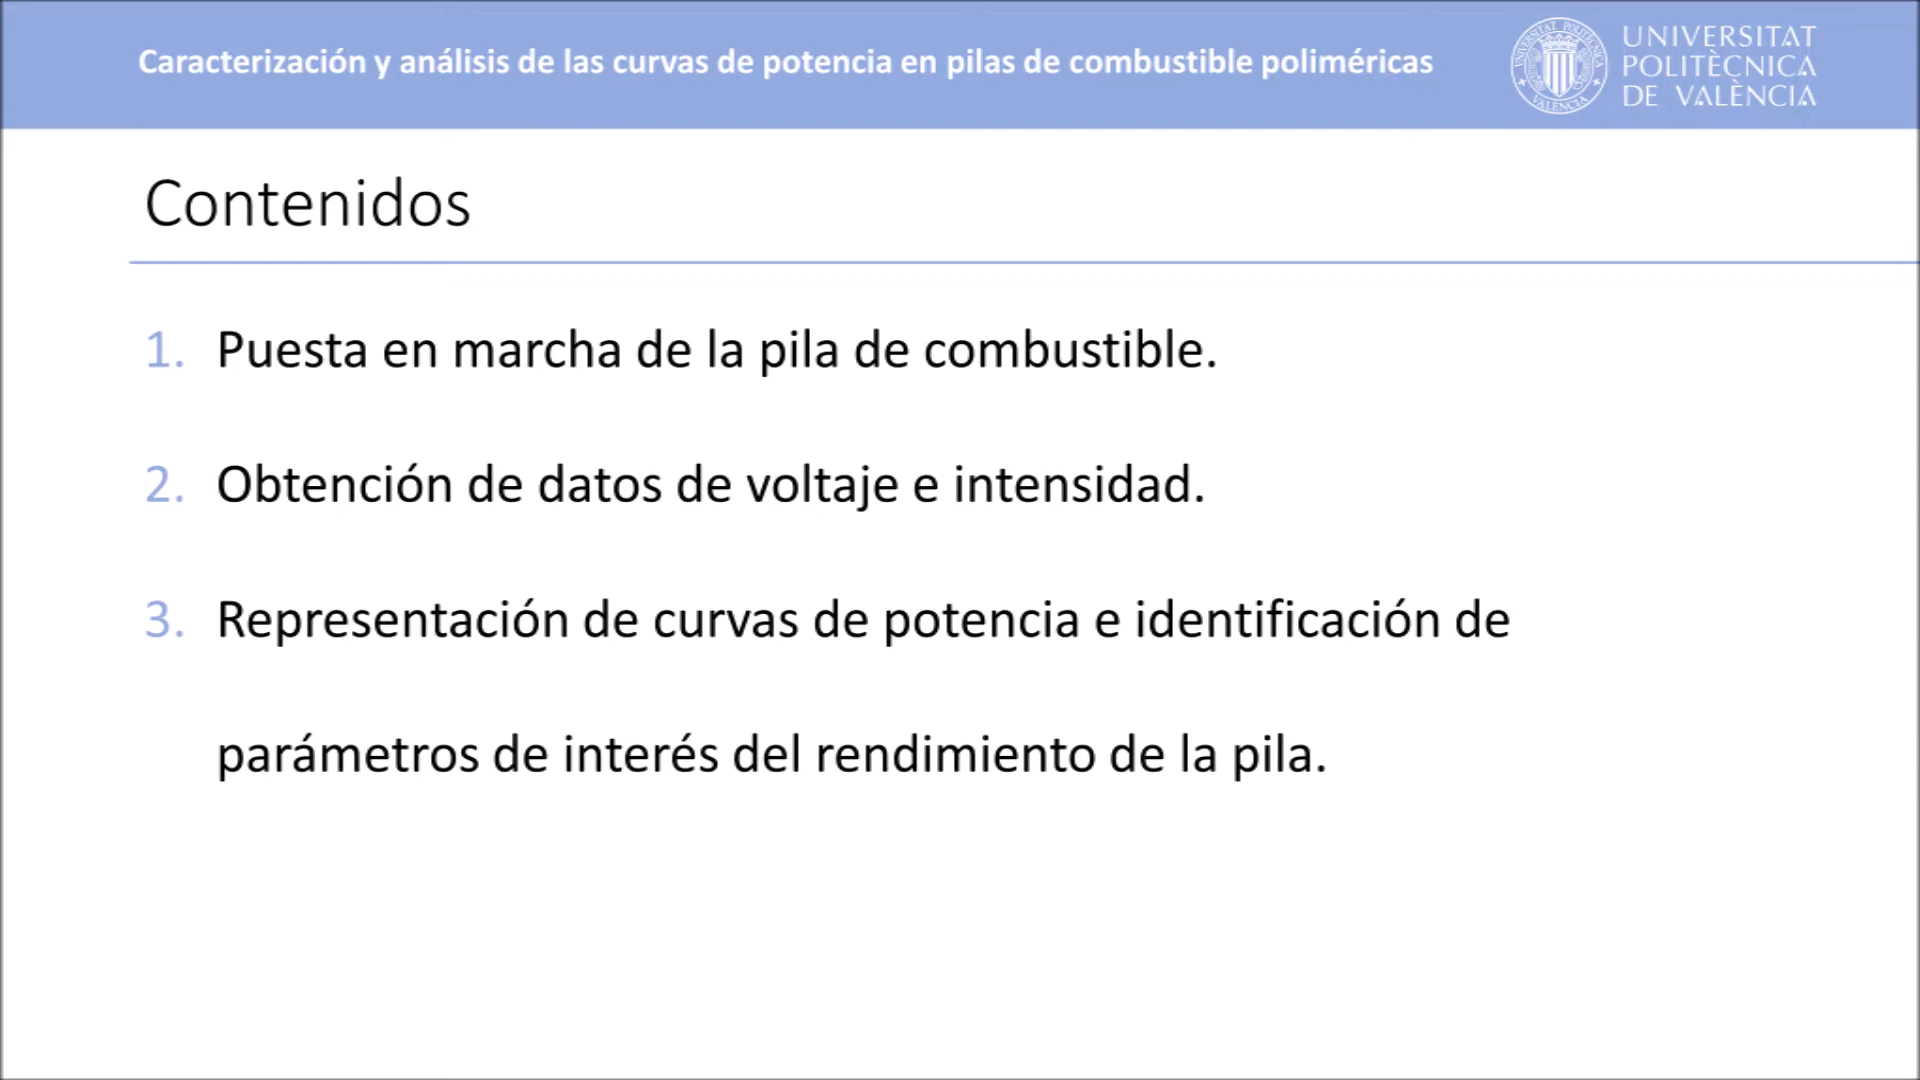 Caracterización y análisis de las curvas de potencia en pilas de combustible poliméricas
UNIVERSITAT
POLITÈCNICA
DE VALÈNCIA
Contenidos
1. Puesta en marcha de la pila de combustible.
2. Obtención de datos de voltaje e intensidad.
3. Representación de curvas de potencia e identificación de
parámetros de interés del rendimiento de la pila.